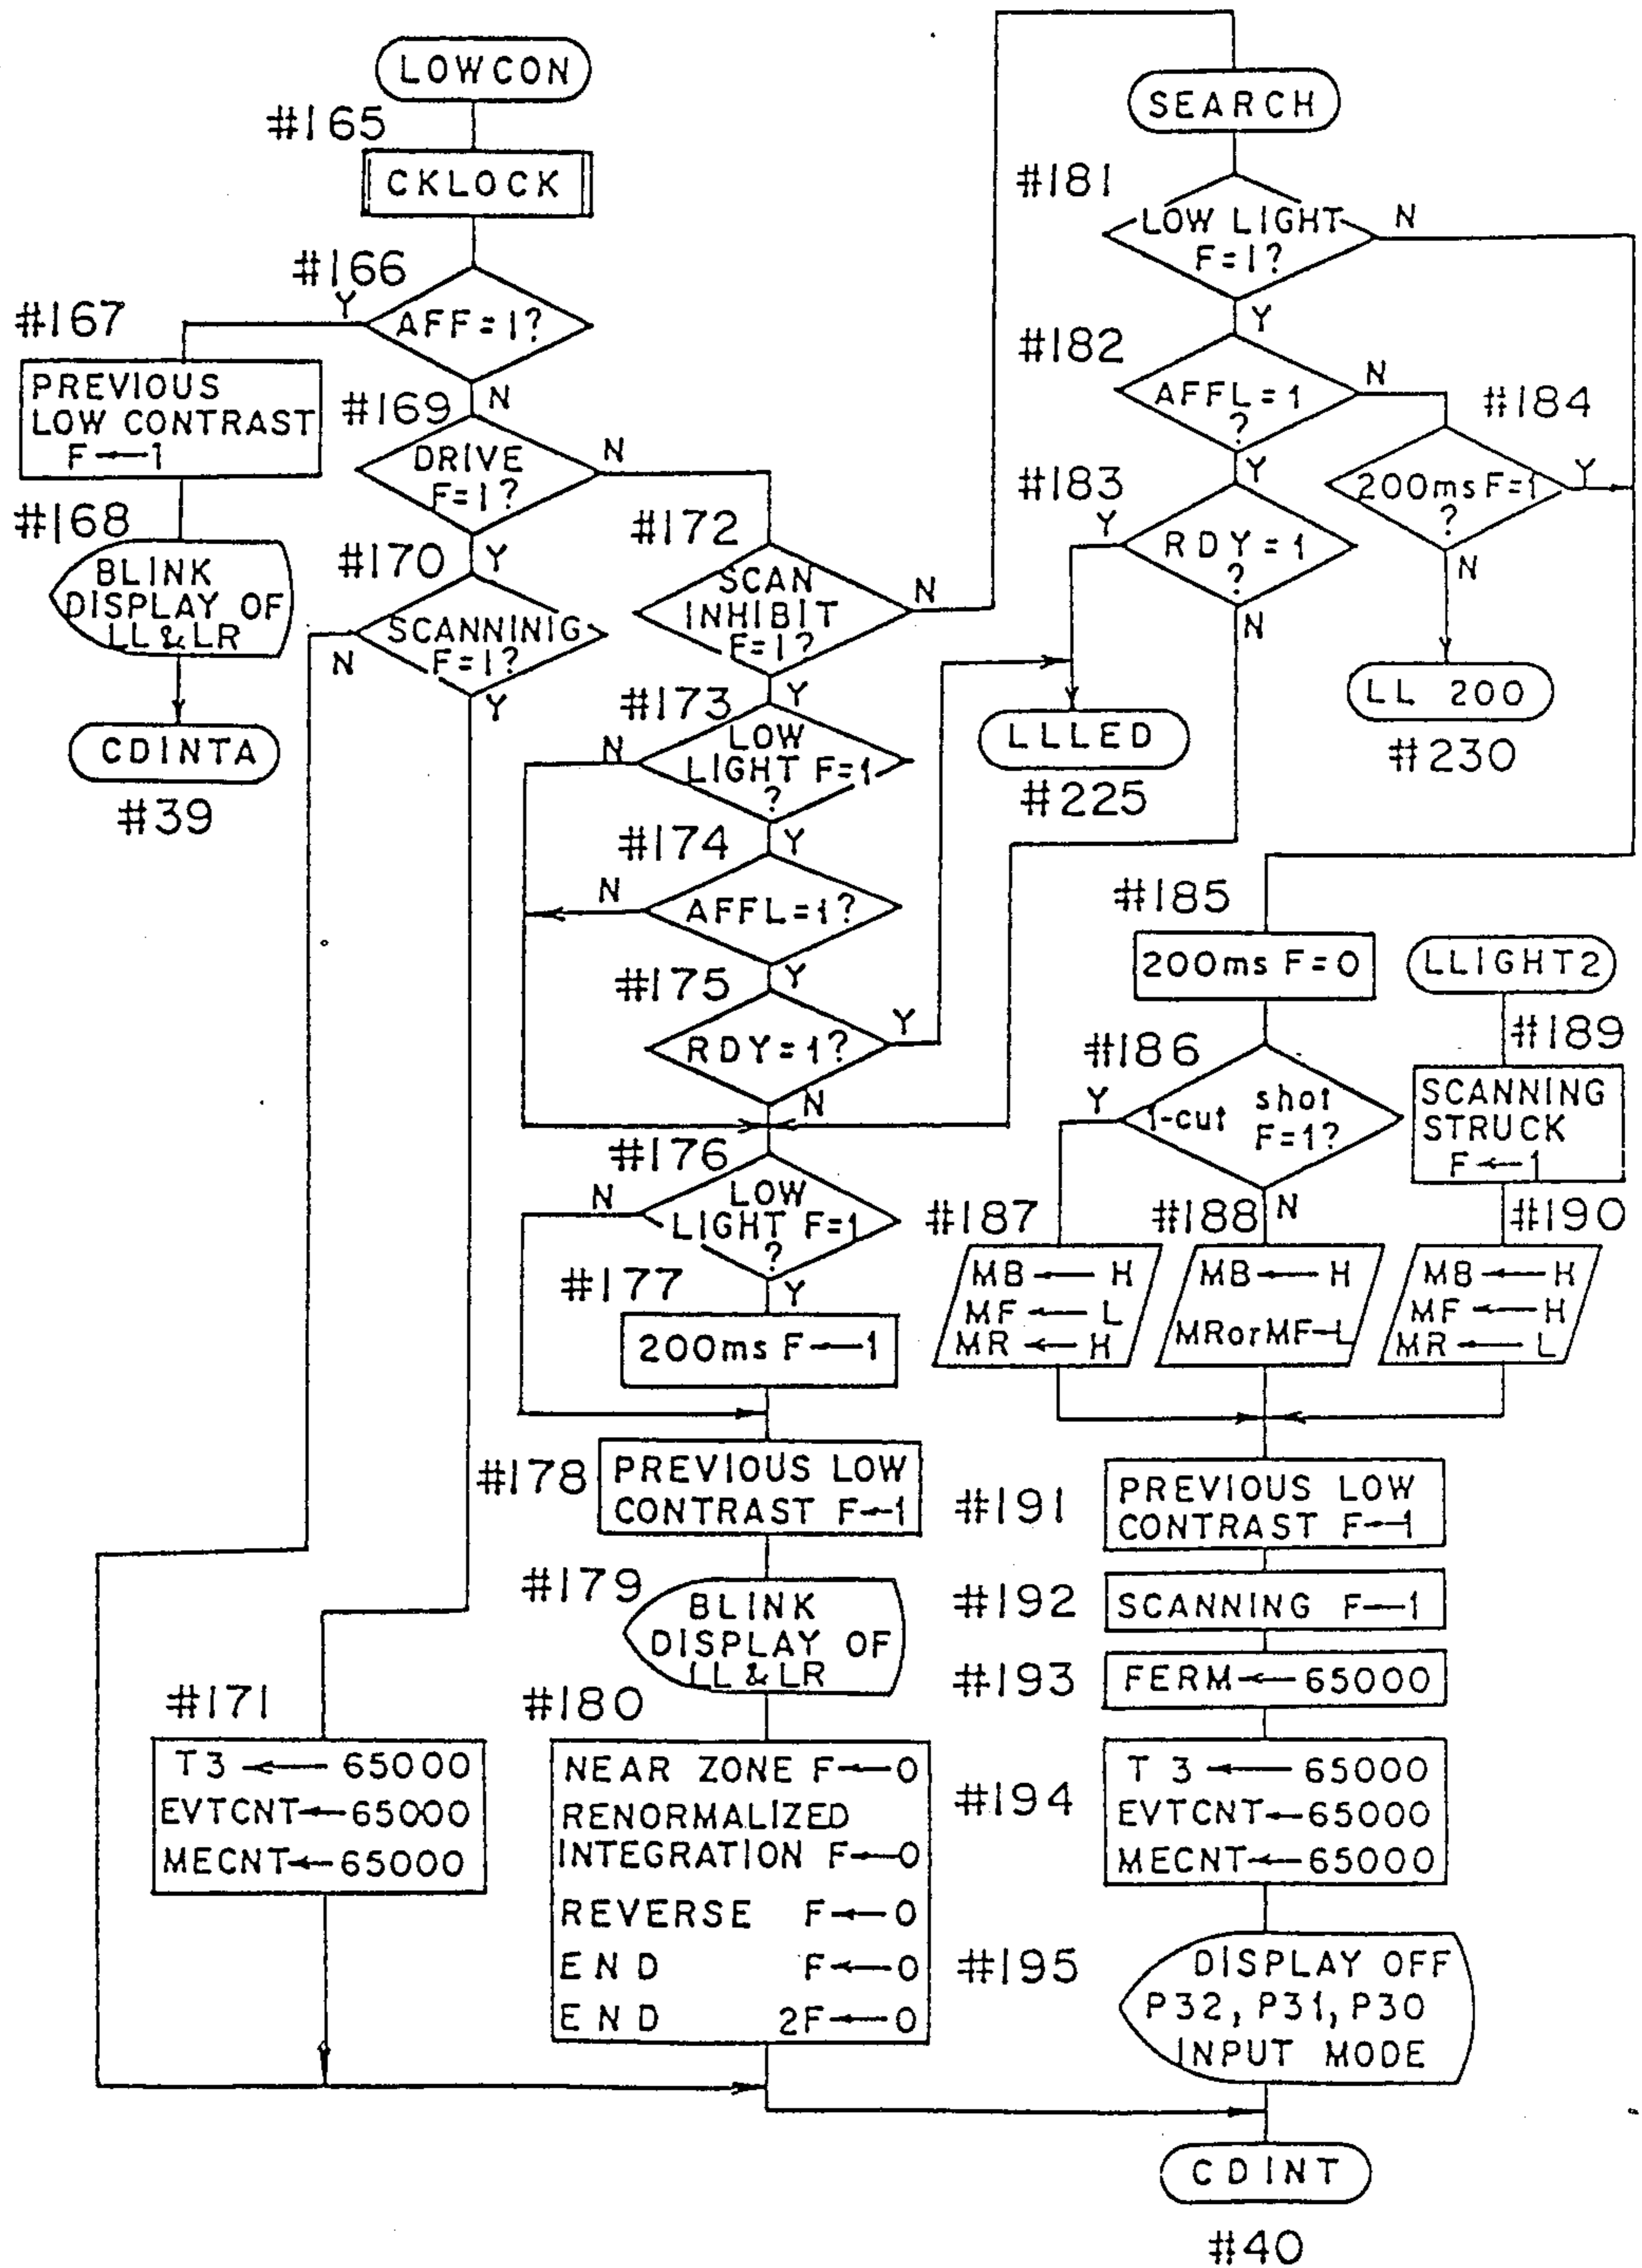 LOWCON
#165
CKLOCK
#166
Y
AFF=1?
N
#167
PREVIOUS
LOW CONTRAST
F←1
#168
BLINK
DISPLAY OF
LL & LR
CDINTA
#39
#169
DRIVE
F=1?
N
Y
#170
SCANNINIG
F=1?
N
Y
#171
T3 ← 65000
EVTCNT ← 65000
MECNT ← 65000
#172
SCAN
INHIBIT
F=1?
N
Y
#173
LOW
LIGHT F=1
?
N
Y
#174
AFFL=1?
N
Y
#175
RDY=1?
Y
N
#176
LOW
LIGHT F=1
?
N
Y
#177
200ms F←1
#178
PREVIOUS LOW
CONTRAST F←1
#179
BLINK
DISPLAY OF
LL & LR
#180
NEAR ZONE F←0
RENORMALIZED
INTEGRATION F←0
REVERSE F←0
END F←0
END 2F←0
SEARCH
#181
LOW LIGHT
F=1?
N
Y
#182
AFFL=1
?
N
Y
#183
RDY=1
?
Y
N
#184
200ms F=1
?
Y
N
LL 200
#230
LLLED
#225
#185
200ms F=0
#186
1-cut shot
F=1?
Y
N
#187
MB ← H
MF ← L
MR ← H
#188
MB ← H
MRorMF←L
LLIGHT2
#189
SCANNING
STRUCK
F←1
#190
MB ← H
MF ← H
MR ← L
#191
PREVIOUS LOW
CONTRAST F←1
#192
SCANNING F←1
#193
FERM ← 65000
#194
T3 ← 65000
EVTCNT ← 65000
MECNT ← 65000
#195
DISPLAY OFF
P32, P31, P30
INPUT MODE
CDINT
#40